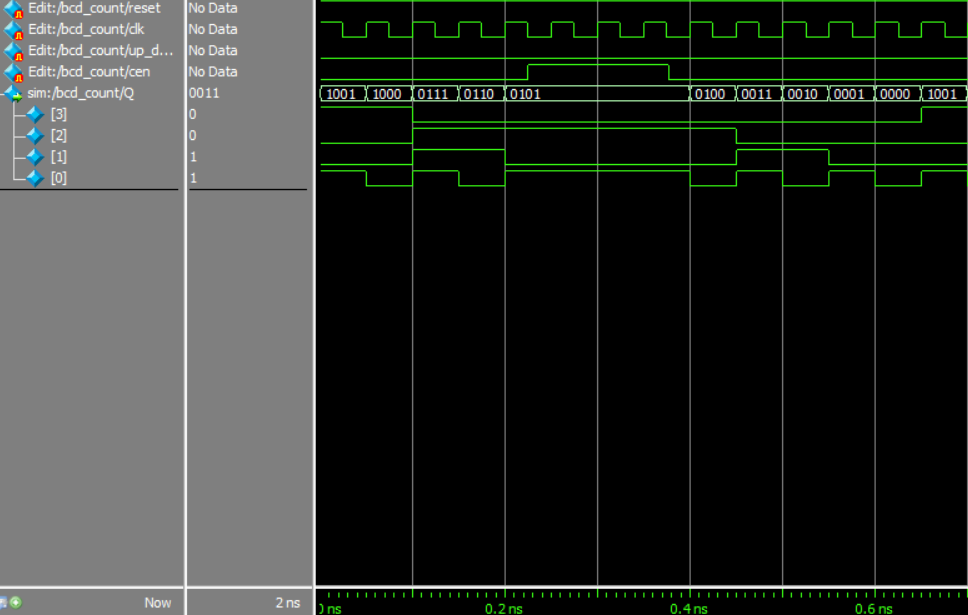 Edit:/bcd_count/reset No Data
Edit:/bcd_count/clk No Data
Edit:/bcd_count/up_d... No Data
Edit:/bcd_count/cen No Data
sim:/bcd_count/Q 0011 1001 1000 0111 0110 0101 0100 0011 0010 0001 0000 1001
[3] 0
[2] 0
[1] 1
[0] 1
Now 2 ns ns 0.2 ns 0.4 ns 0.6 ns